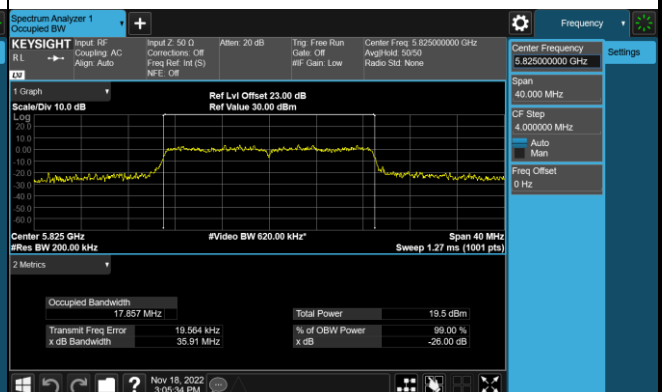 Spectrum Analyzer 1
Occupied BW
+
Frequency
KEYSIGHT
RL
Input: RF
Coupling: AC
Align: Auto
Input Z: 50 Ω
Corrections: Off
Freq Ref: Int (S)
NFE: Off
Atten: 20 dB
Trig: Free Run
Gate: Off
#IF Gain: Low
Center Freq: 5.825000000 GHz
Avg|Hold: 50/50
Radio Std: None
LXI
Center Frequency
5.825000000 GHz
Settings
Span
40.000 MHz
CF Step
4.000000 MHz
Auto
Man
Freq Offset
0 Hz
1 Graph
Scale/Div 10.0 dB
Ref Lvl Offset 23.00 dB
Ref Value 30.00 dBm
Log
20.0
10.0
0.00
-10.0
-20.0
-30.0
-40.0
-50.0
-60.0
Center 5.825 GHz
#Res BW 200.00 kHz
#Video BW 620.00 kHz*
Span 40 MHz
Sweep 1.27 ms (1001 pts)
2 Metrics
Occupied Bandwidth
17.857 MHz
Total Power 19.5 dBm
Transmit Freq Error 19.564 kHz
% of OBW Power 99.00 %
x dB Bandwidth 35.91 MHz
x dB -26.00 dB
?
Nov 18, 2022
3:05:34 PM